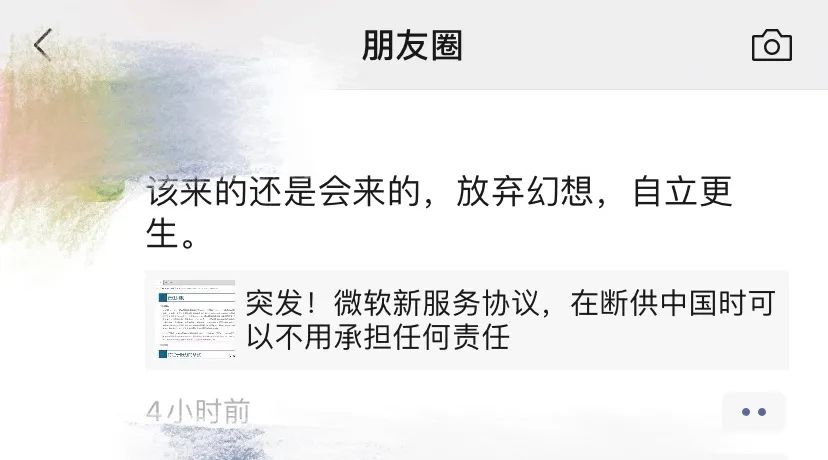 朋友圈
该来的还是会来的，放弃幻想，自立更
生。
突发！微软新服务协议，在断供中国时可
以不用承担任何责任
4小时前